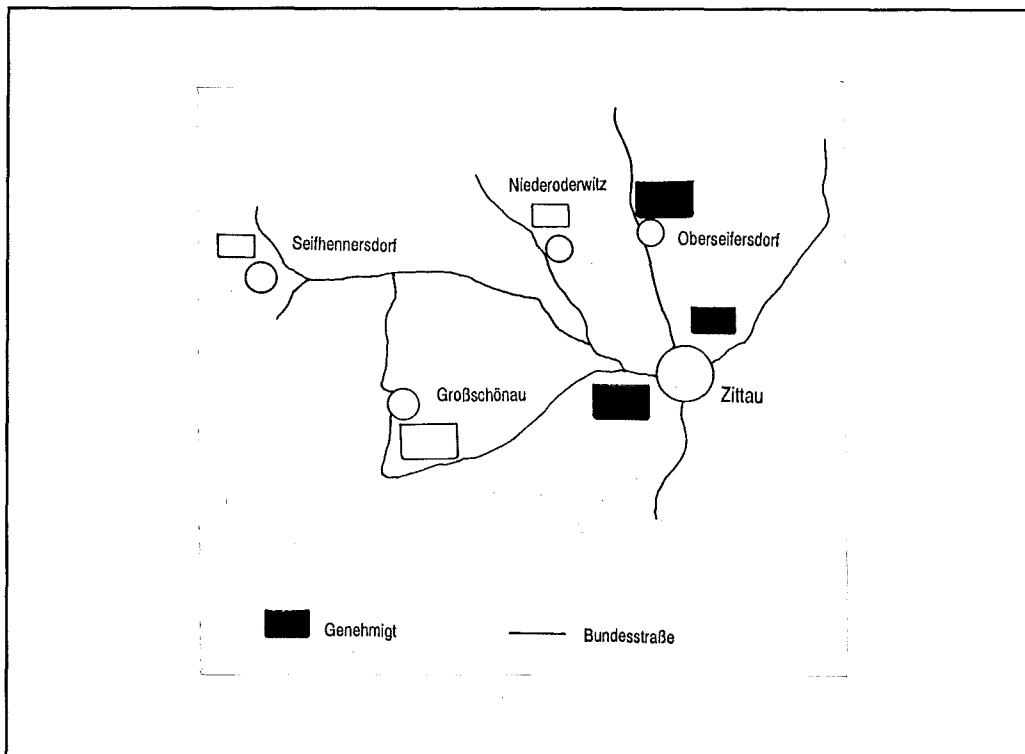 Niederoderwitz
Seifhennersdorf
Oberseifersdorf
Großschönau
Zittau
Genehmigt
Bundesstraße